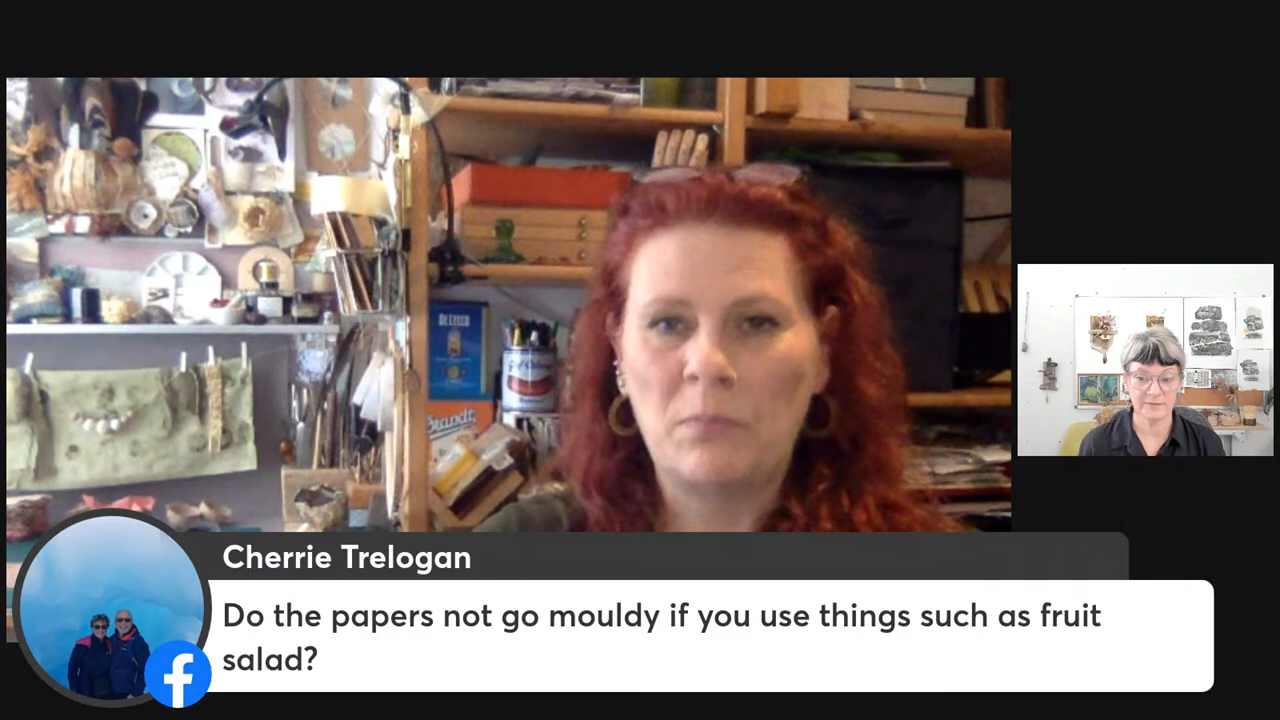 Cherrie Trelogan
Do the papers not go mouldy if you use things such as fruit
salad?